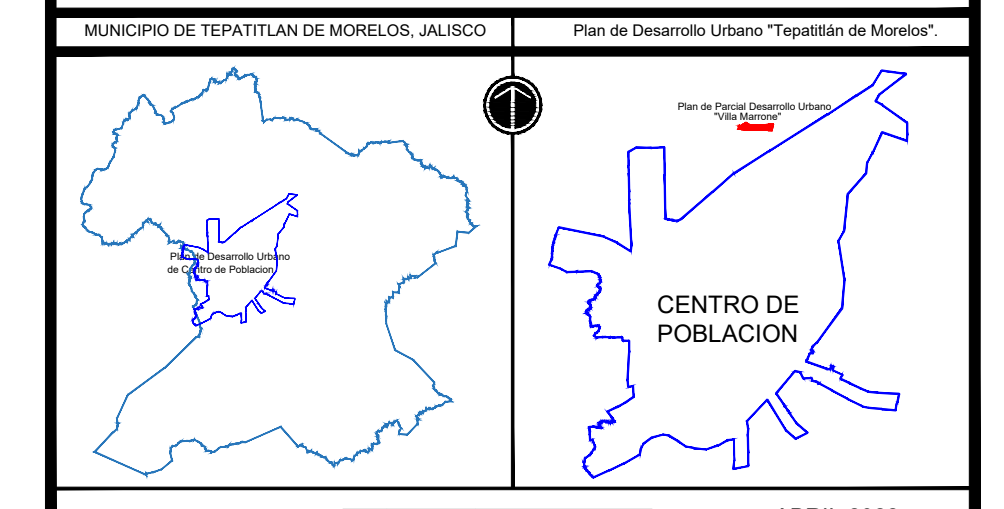 MUNICIPIO DE TEPATITLAN DE MORELOS, JALISCO
Plan de Desarrollo Urbano "Tepatitlán de Morelos".
Plan de Desarrollo Urbano
de Centro de Poblacion
Plan de Parcial Desarrollo Urbano
"Villa Marrone"
CENTRO DE
POBLACION